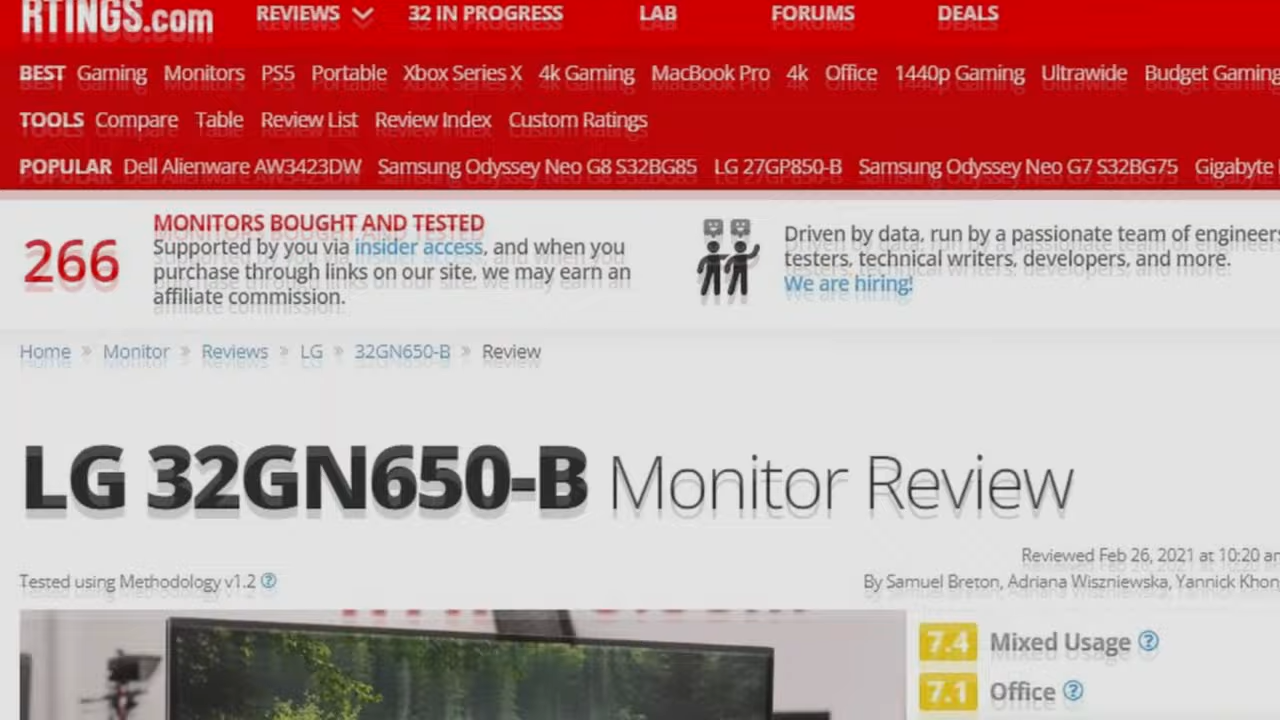 RTINGS.com REVIEWS 32 IN PROGRESS LAB FORUMS DEALS
BEST Gaming Monitors PS5 Portable Xbox Series X 4k Gaming MacBook Pro 4k Office 1440p Gaming Ultrawide Budget Gaming
TOOLS Compare Table Review List Review Index Custom Ratings
POPULAR Dell Alienware AW3423DW Samsung Odyssey Neo G8 S32BG85 LG 27GP850-B Samsung Odyssey Neo G7 S32BG75 Gigabyte
266
MONITORS BOUGHT AND TESTED
Supported by you via insider access, and when you
purchase through links on our site, we may earn an
affiliate commission.
Driven by data, run by a passionate team of engineers
testers, technical writers, developers, and more.
We are hiring!
Home » Monitor » Reviews » LG » 32GN650-B » Review
LG 32GN650-B Monitor Review
Reviewed Feb 26, 2021 at 10:20 am
Tested using Methodology v1.2 ?
By Samuel Breton, Adriana Wiszniewska, Yannick Khon
7.4 Mixed Usage ?
7.1 Office ?